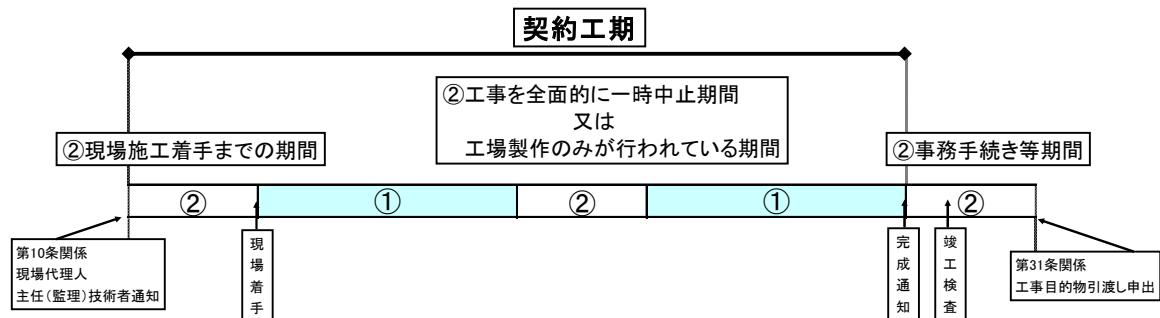 契約工期
②工事を全面的に一時中止期間
又は
工場製作のみが行われている期間
②現場施工着手までの期間
②事務手続き等期間
②
①
②
①
②
第10条関係
現場代理人
主任(監理)技術者通知
現場着手
完成通知
竣工検査
第31条関係
工事目的物引渡し申出